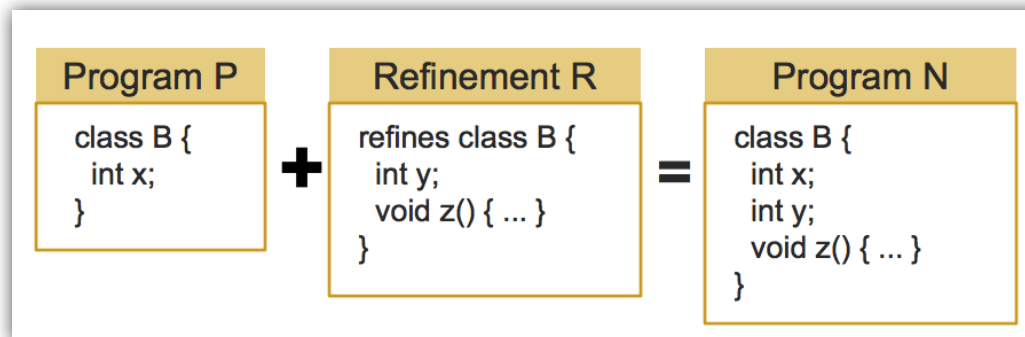 Program P
class B {
int x;
}
+
Refinement R
refines class B {
int y;
void z() { ... }
}
=
Program N
class B {
int x;
int y;
void z() { ... }
}